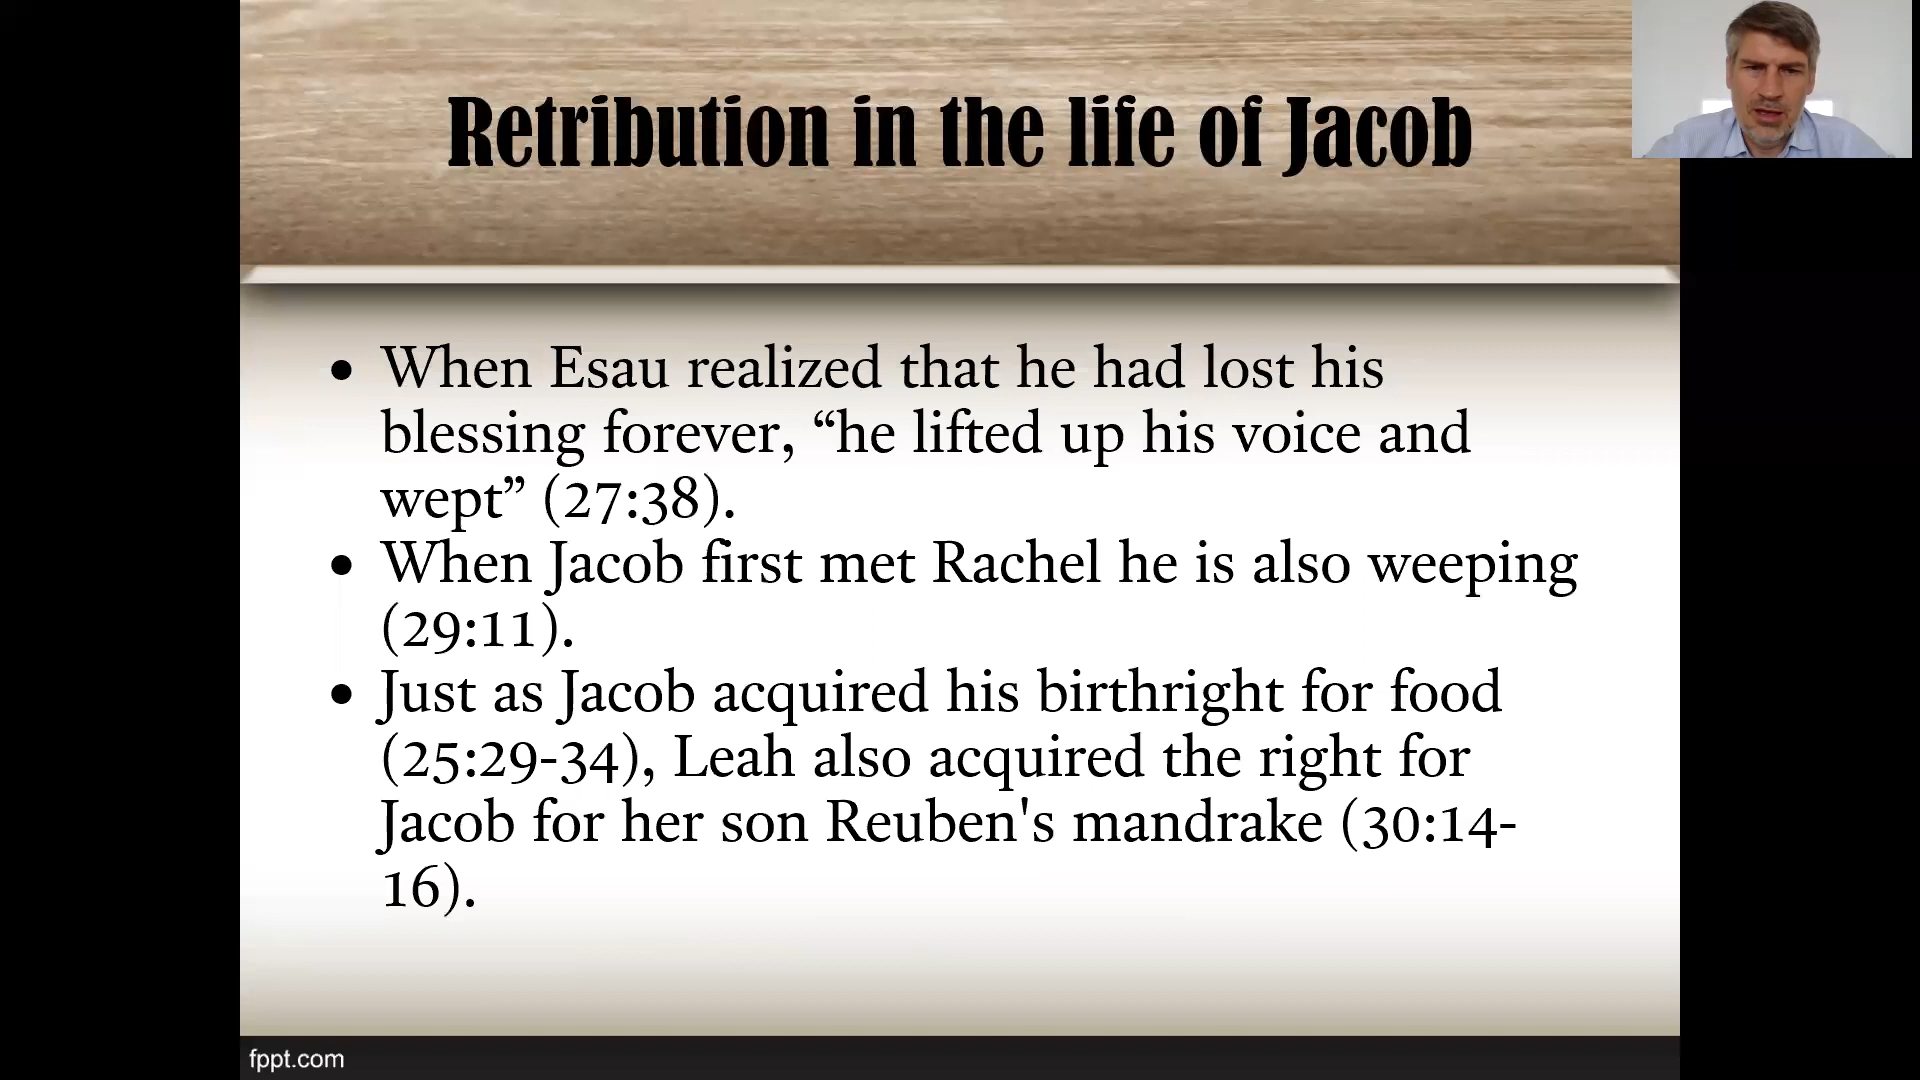 Retribution in the life of Jacob
• When Esau realized that he had lost his
blessing forever, “he lifted up his voice and
wept” (27:38).
• When Jacob first met Rachel he is also weeping
(29:11).
• Just as Jacob acquired his birthright for food
(25:29-34), Leah also acquired the right for
Jacob for her son Reuben's mandrake (30:14-
16).
fppt.com